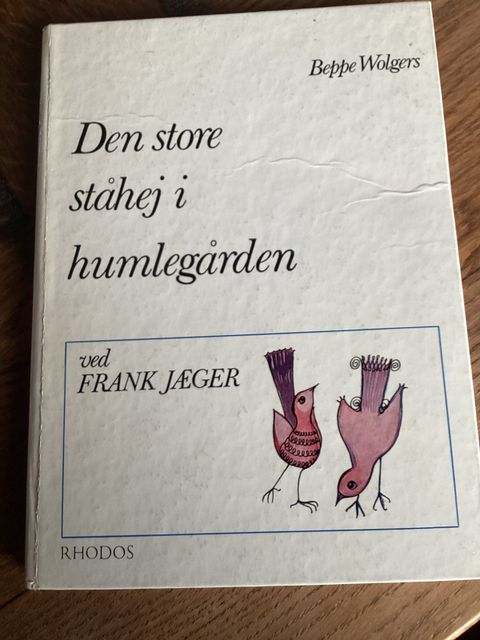 Beppe Wolgers
Den store
ståhej i
humlegården
ved
FRANK JÆGER
RHODOS